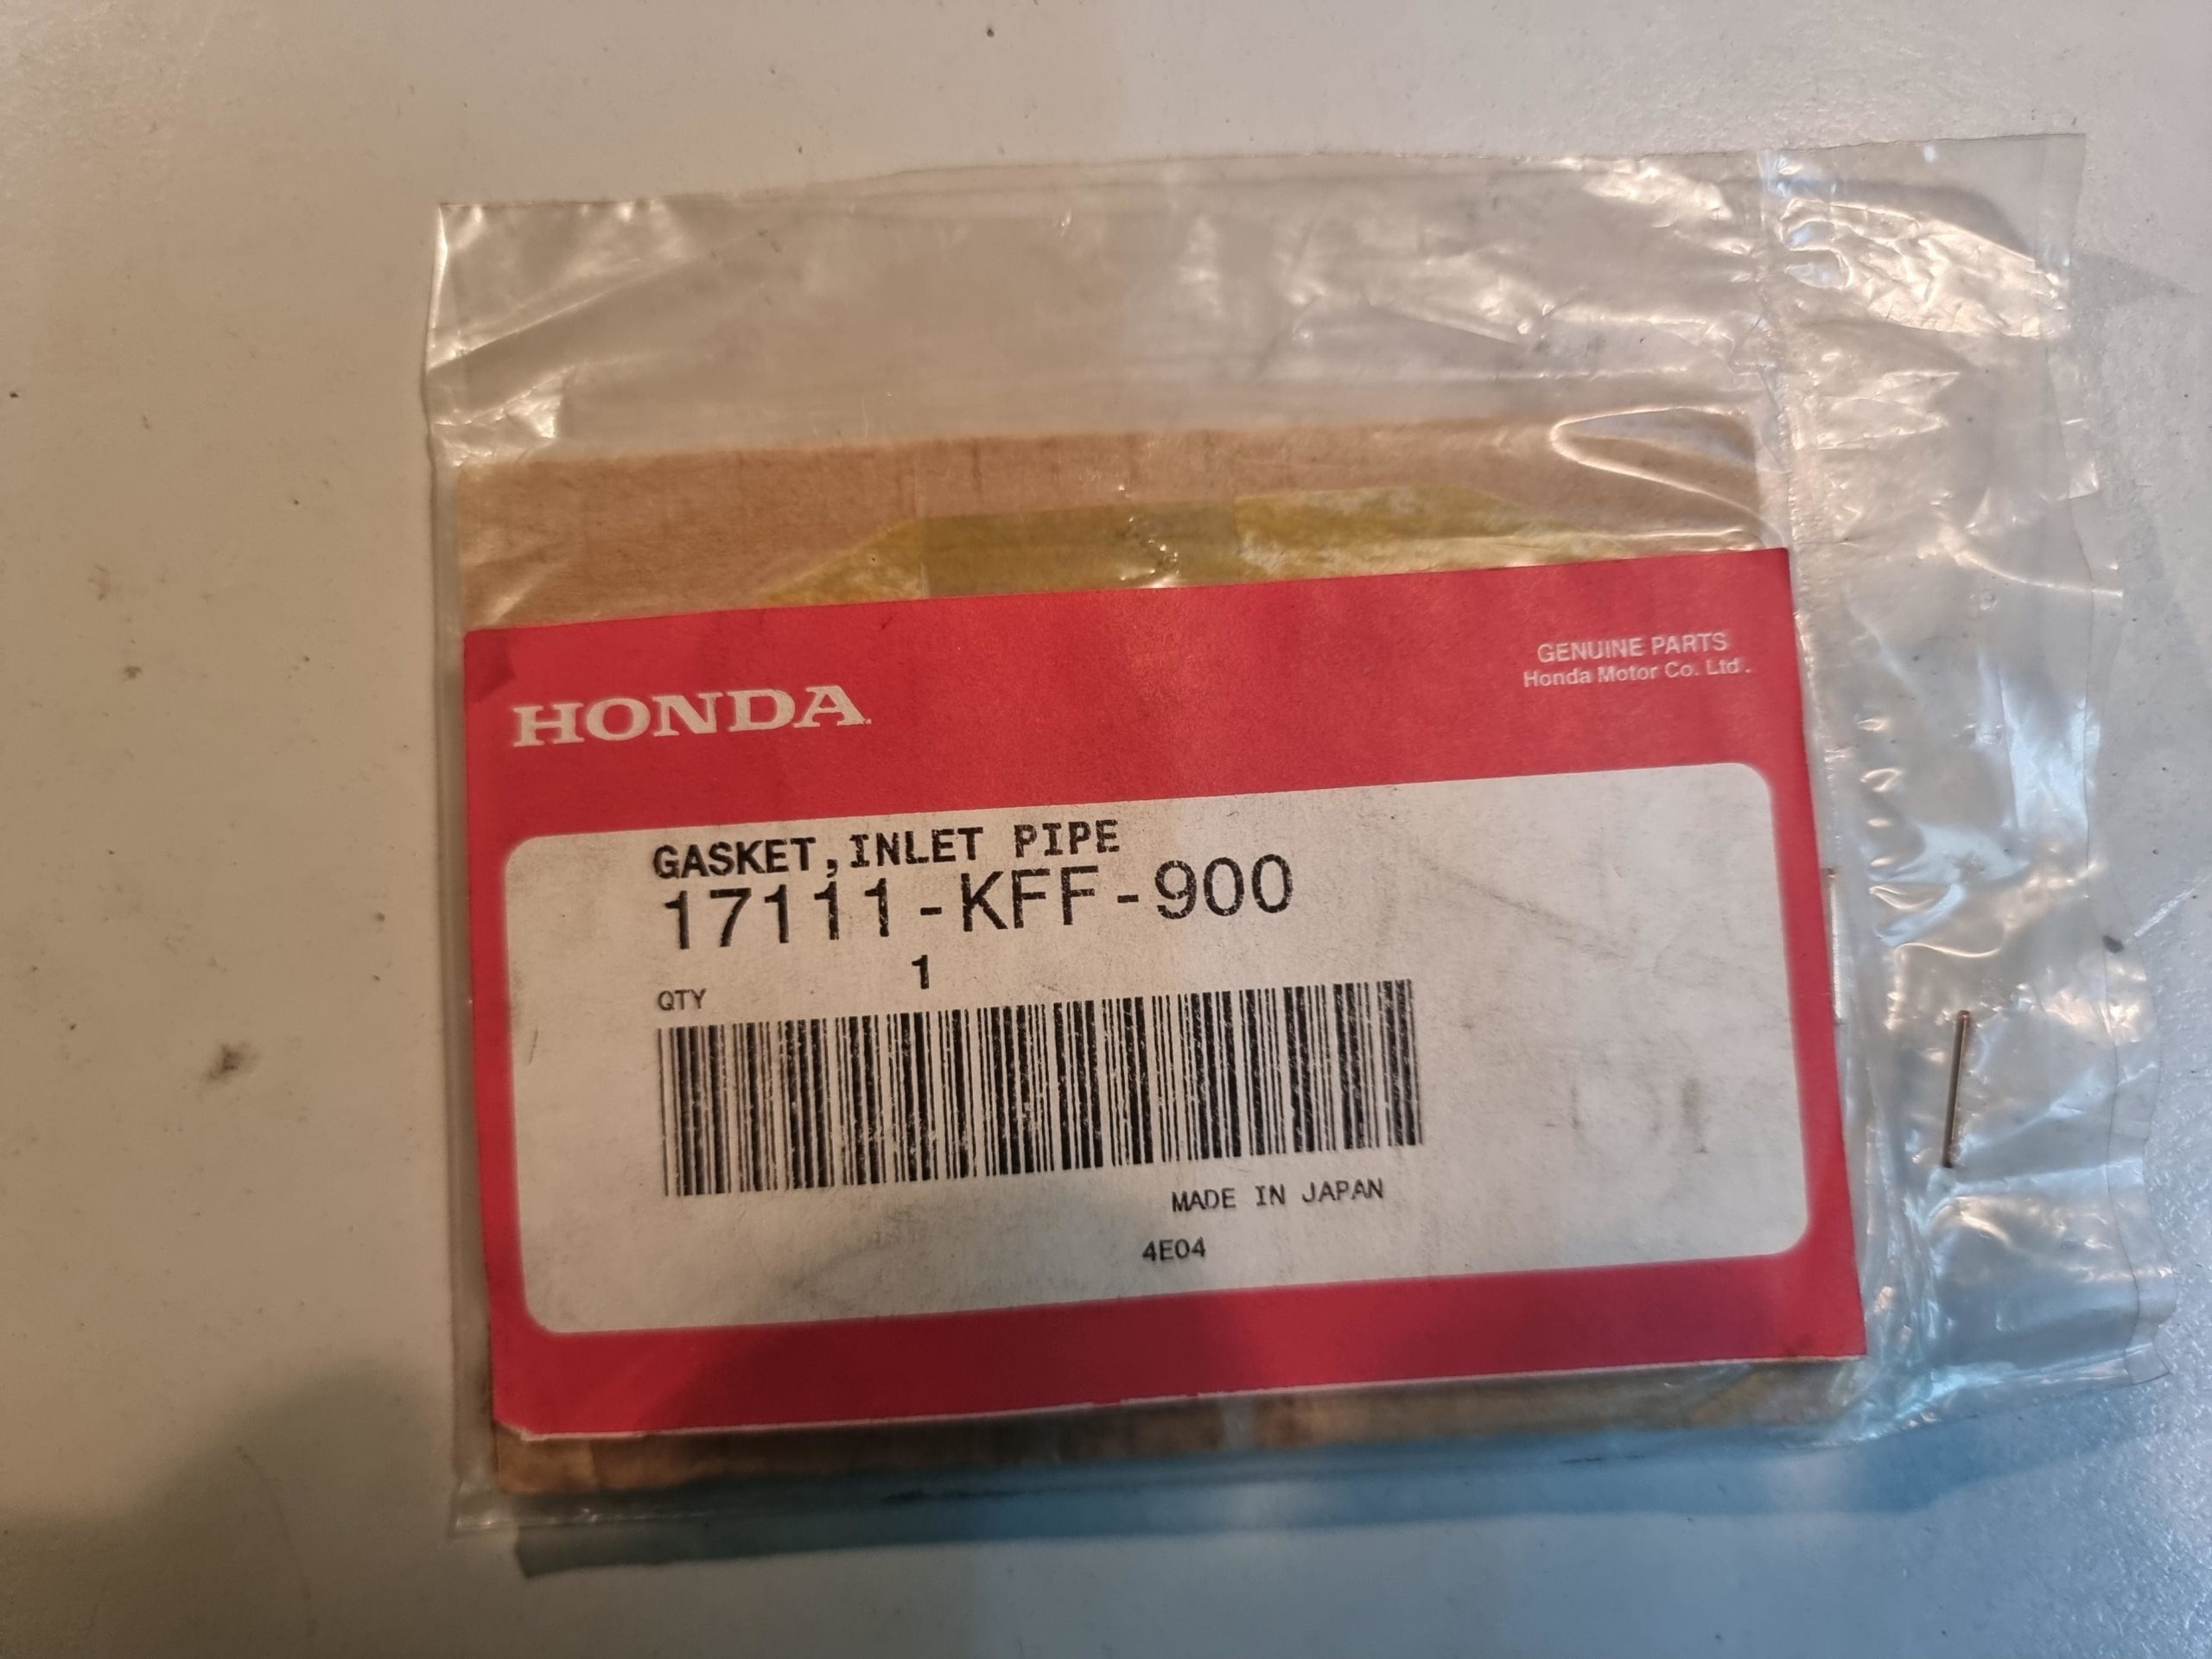 HONDA
GENUINE PARTS
Honda Motor Co. Ltd.
GASKET,INLET PIPE
17111-KFF-900
1
QTY
MADE IN JAPAN
4E04